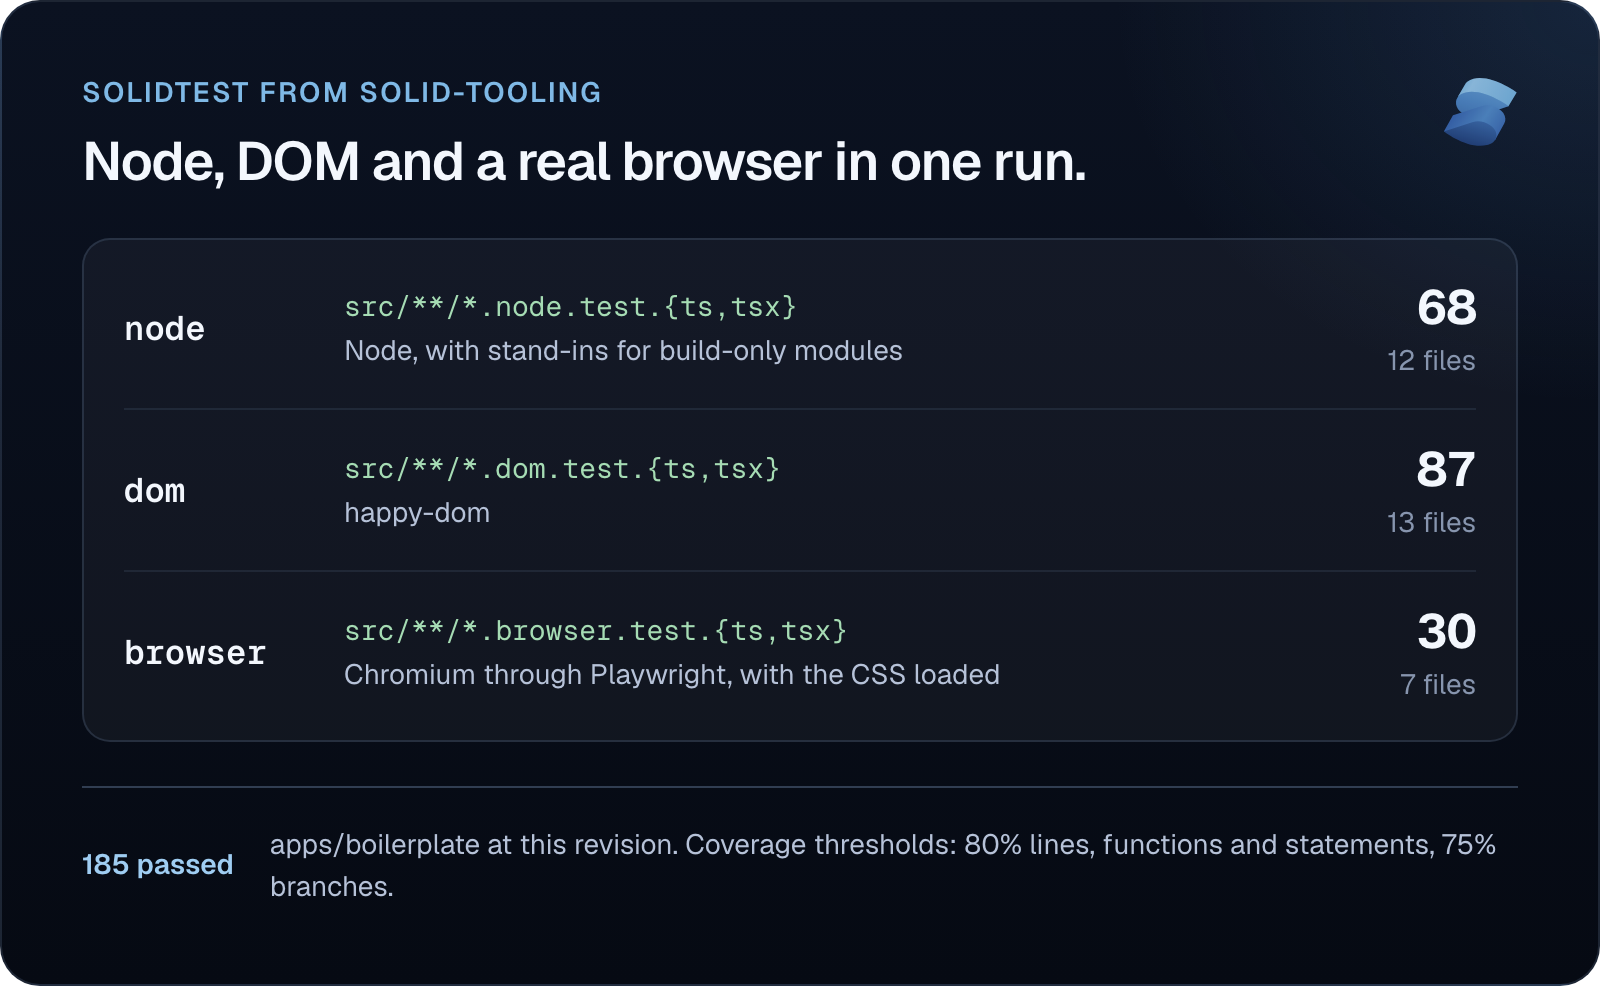 SOLIDTEST FROM SOLID-TOOLING
Node, DOM and a real browser in one run.
node
src/**/*.node.test.{ts,tsx}
Node, with stand-ins for build-only modules
68
12 files
dom
src/**/*.dom.test.{ts,tsx}
happy-dom
87
13 files
browser
src/**/*.browser.test.{ts,tsx}
Chromium through Playwright, with the CSS loaded
30
7 files
185 passed
apps/boilerplate at this revision. Coverage thresholds: 80% lines, functions and statements, 75%
branches.